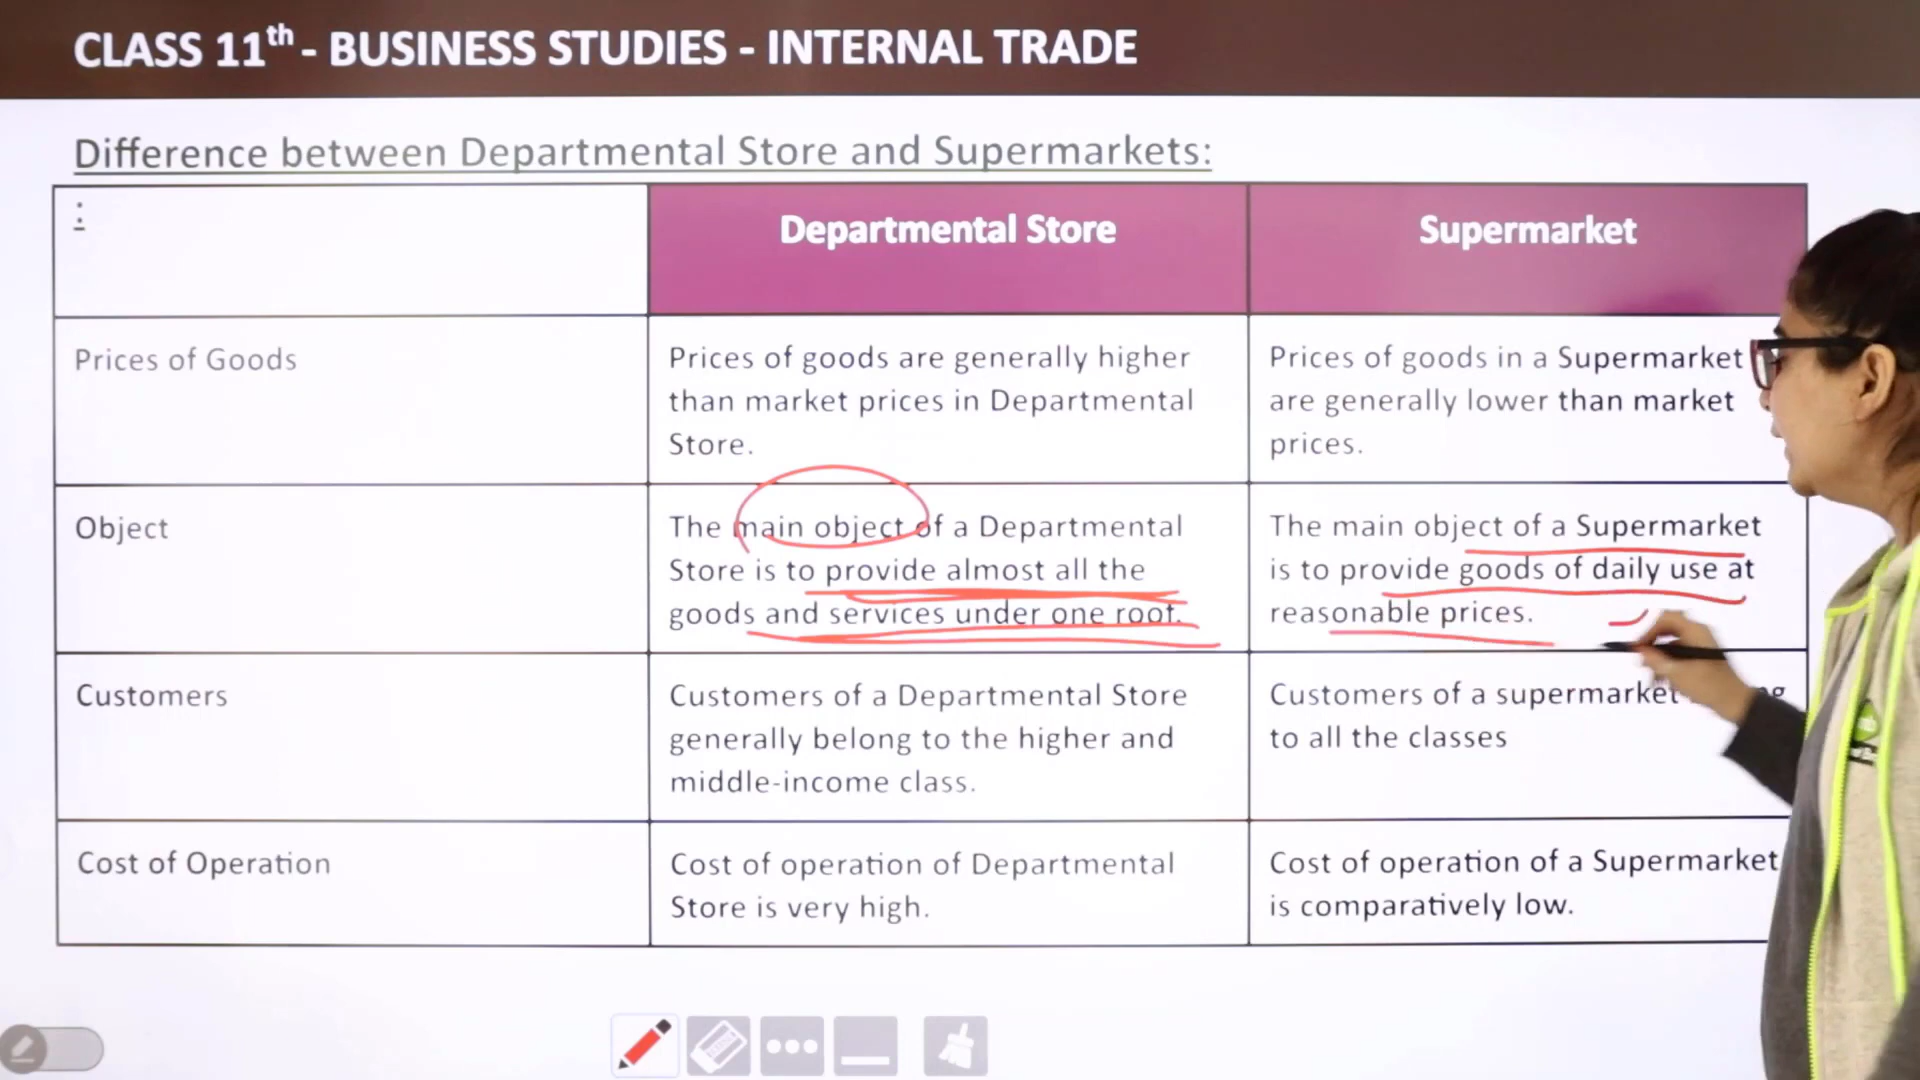 CLASS 11th - BUSINESS STUDIES - INTERNAL TRADE
Difference between Departmental Store and Supermarkets:
:
Departmental Store
Supermarket
Prices of Goods
Prices of goods are generally higher
than market prices in Departmental
Store.
Prices of goods in a Supermarket
are generally lower than market
prices.
Object
The main object of a Departmental
Store is to provide almost all the
goods and services under one roof.
The main object of a Supermarket
is to provide goods of daily use at
reasonable prices.
Customers
Customers of a Departmental Store
generally belong to the higher and
middle-income class.
Customers of a supermarket
to all the classes
Cost of Operation
Cost of operation of Departmental
Store is very high.
Cost of operation of a Supermarket
is comparatively low.